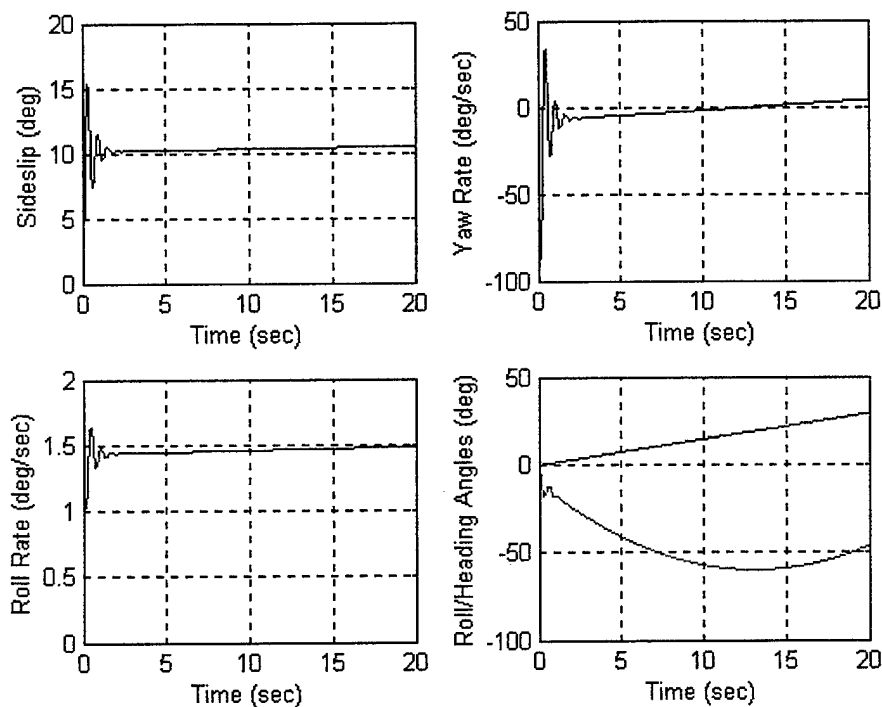 20
15
10
5
0
Sideslip (deg)
0 5 10 15 20
Time (sec)
50
0
-50
-100
Yaw Rate (deg/sec)
0 5 10 15 20
Time (sec)
2
1.5
1
0.5
0
Roll Rate (deg/sec)
0 5 10 15 20
Time (sec)
50
0
-50
-100
Roll/Heading Angles (deg)
0 5 10 15 20
Time (sec)